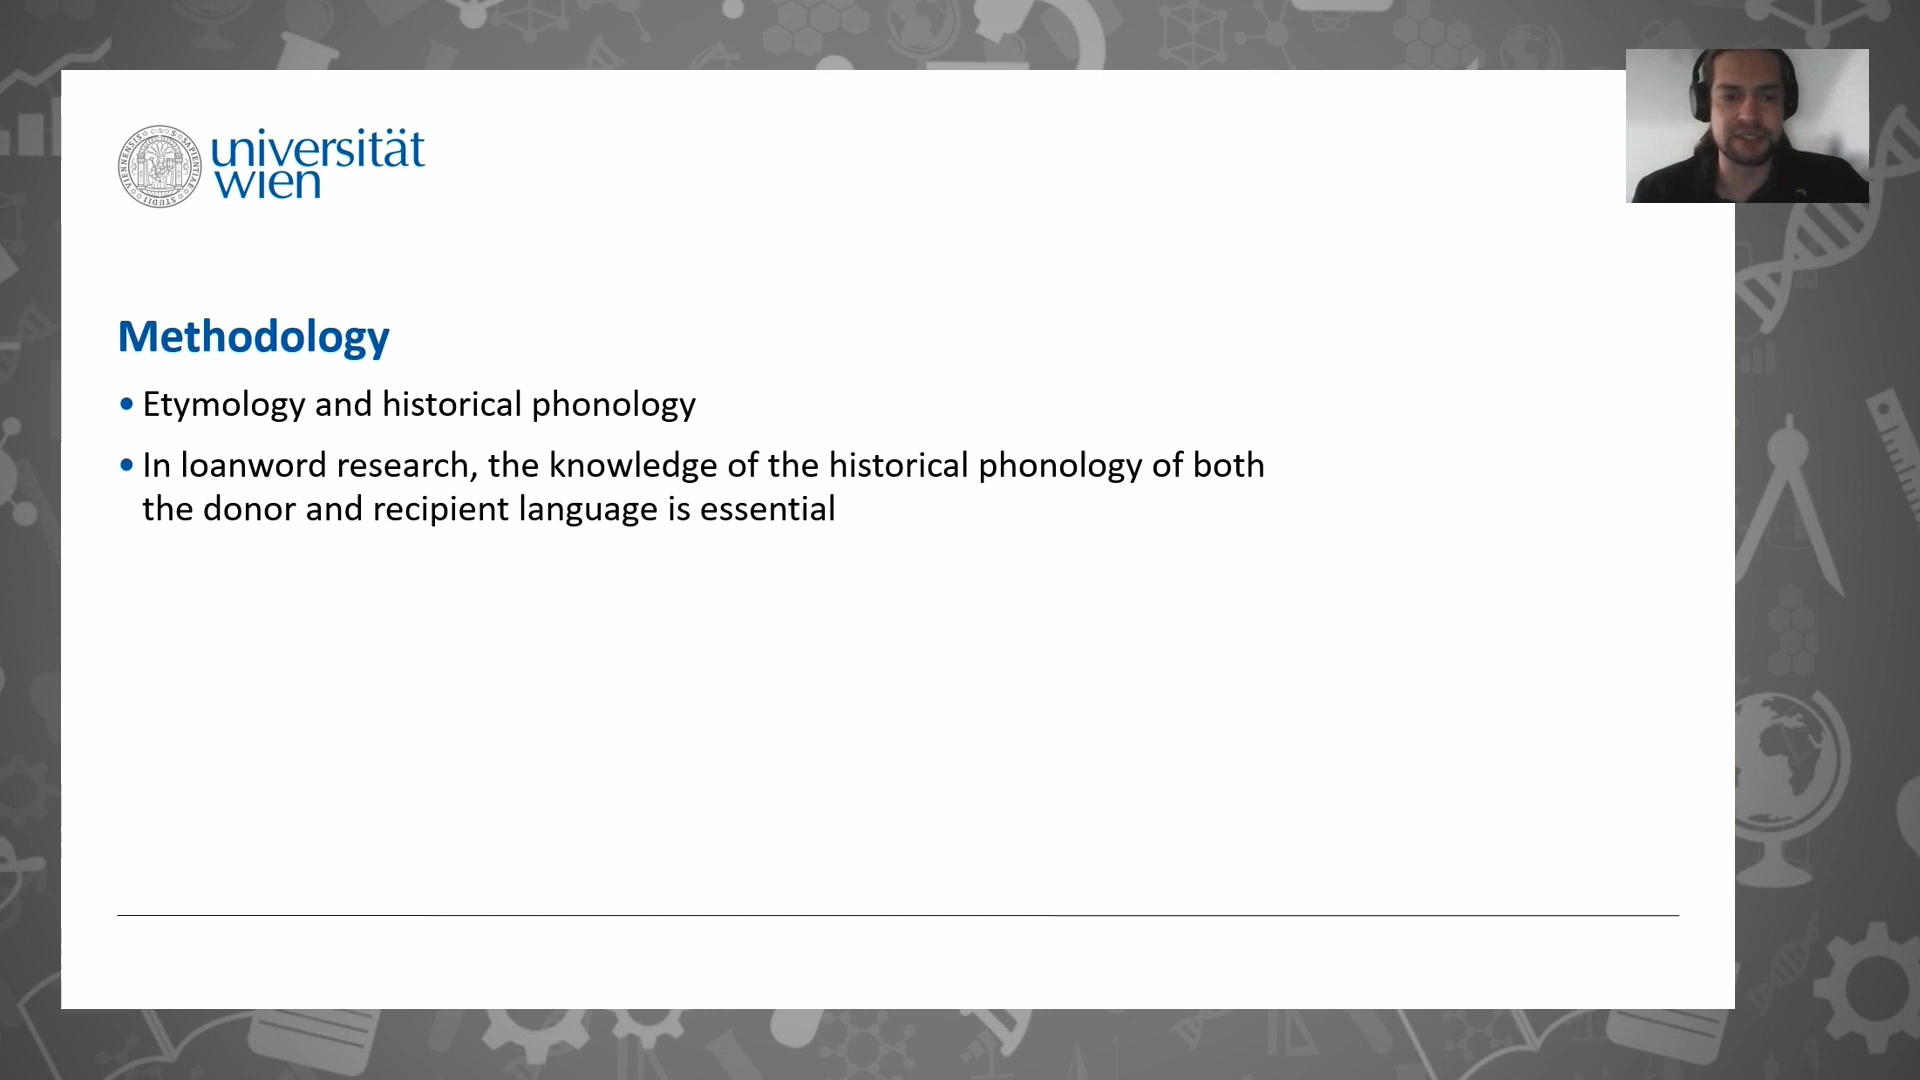 universität
wien
Methodology
• Etymology and historical phonology
• In loanword research, the knowledge of the historical phonology of both
the donor and recipient language is essential